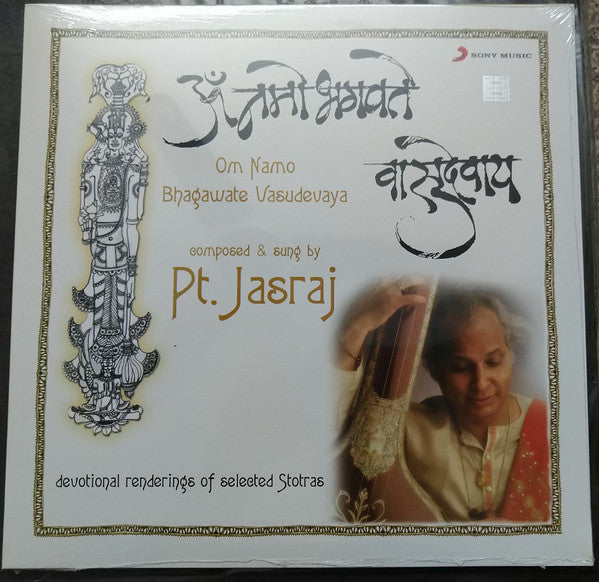 SONY MUSIC
ॐ नमो भगवते
वासुदेवाय
Om Namo
Bhagawate Vasudevaya
composed & sung by
Pt. Jasraj
devotional renderings of selected Stotras